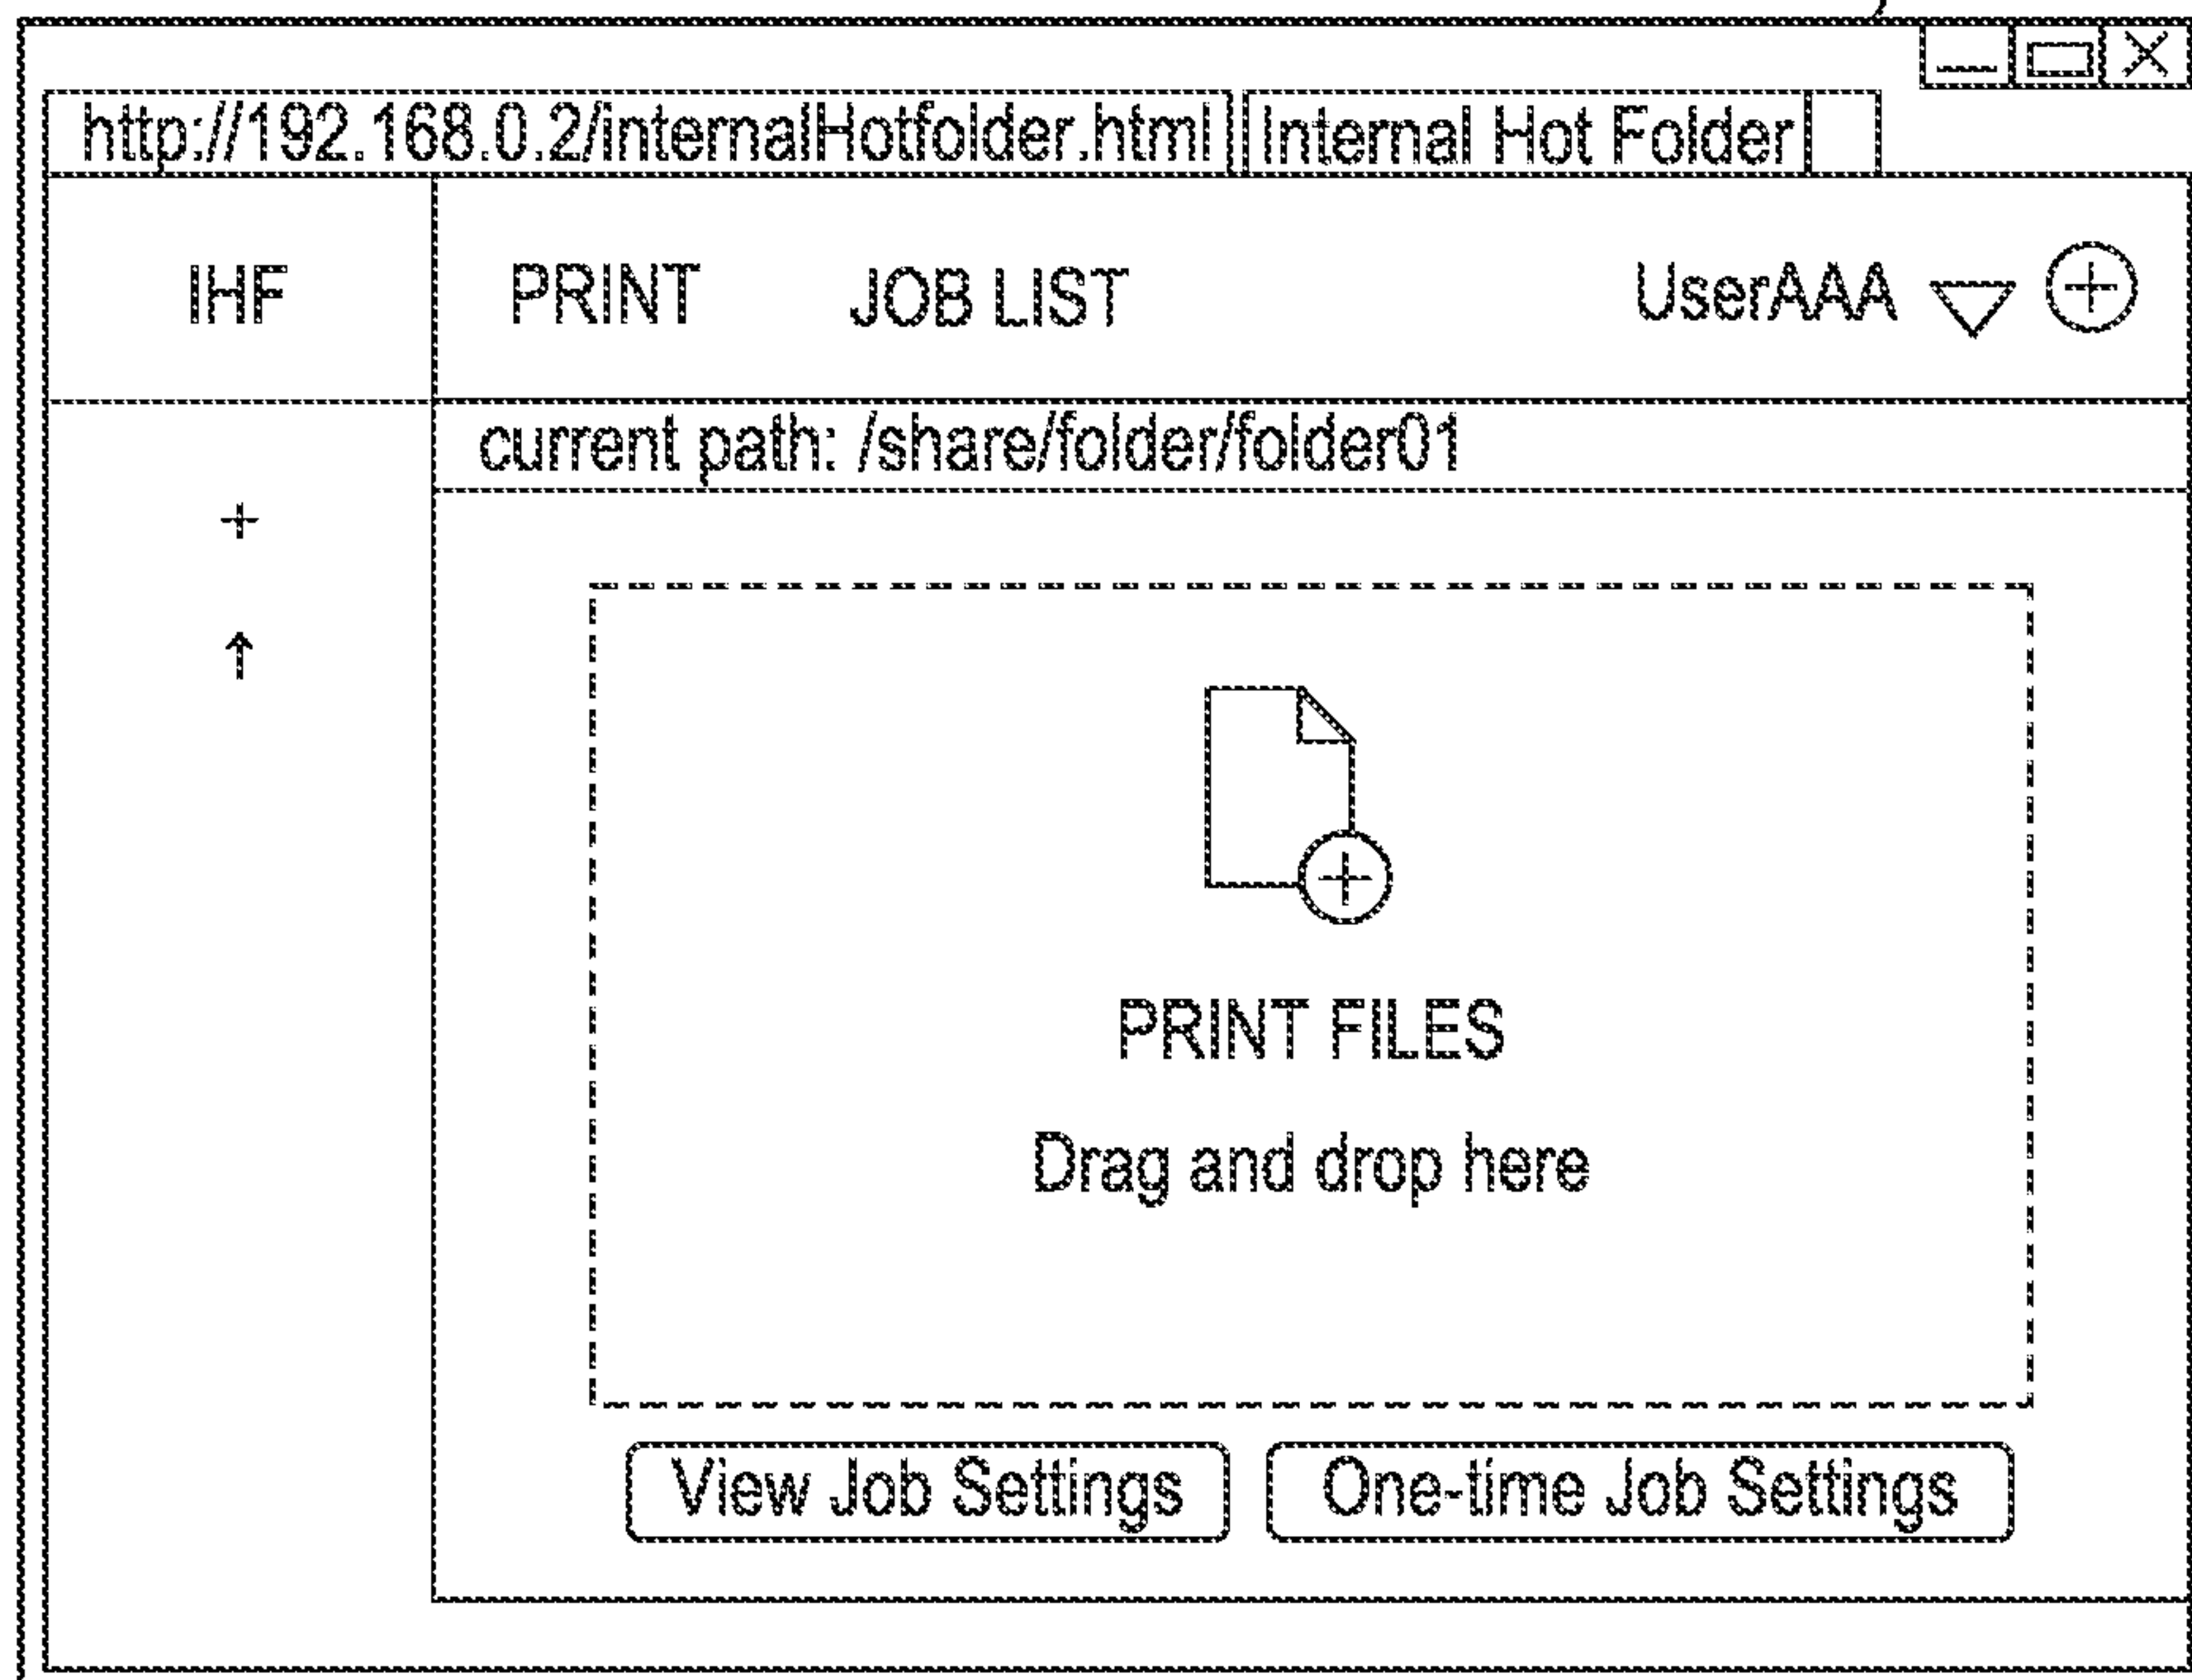 http://192.168.0.2/internalHotfolder.html Internal Hot Folder
IHF PRINT JOB LIST UserAAA
current path: /share/folder/folder01
PRINT FILES
Drag and drop here
View Job Settings One-time Job Settings